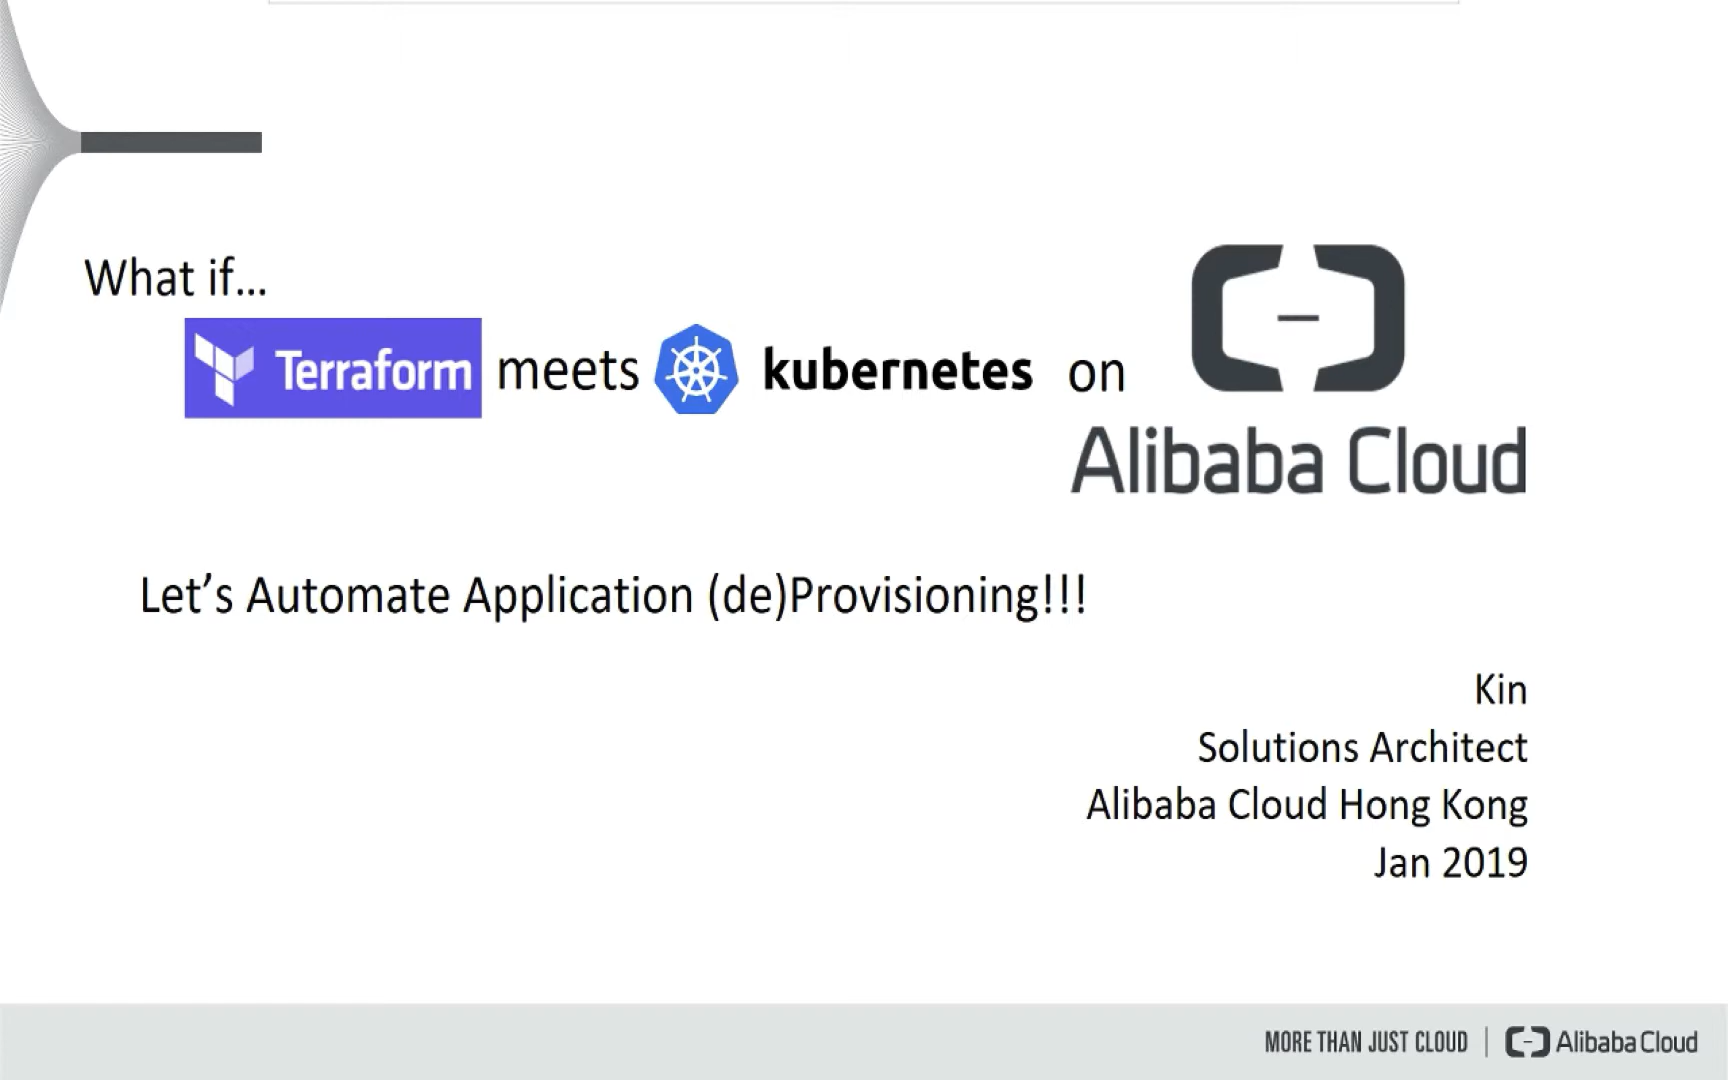 What if...
Terraform meets kubernetes on
Alibaba Cloud
Let's Automate Application (de)Provisioning!!!
Kin
Solutions Architect
Alibaba Cloud Hong Kong
Jan 2019
MORE THAN JUST CLOUD | Alibaba Cloud